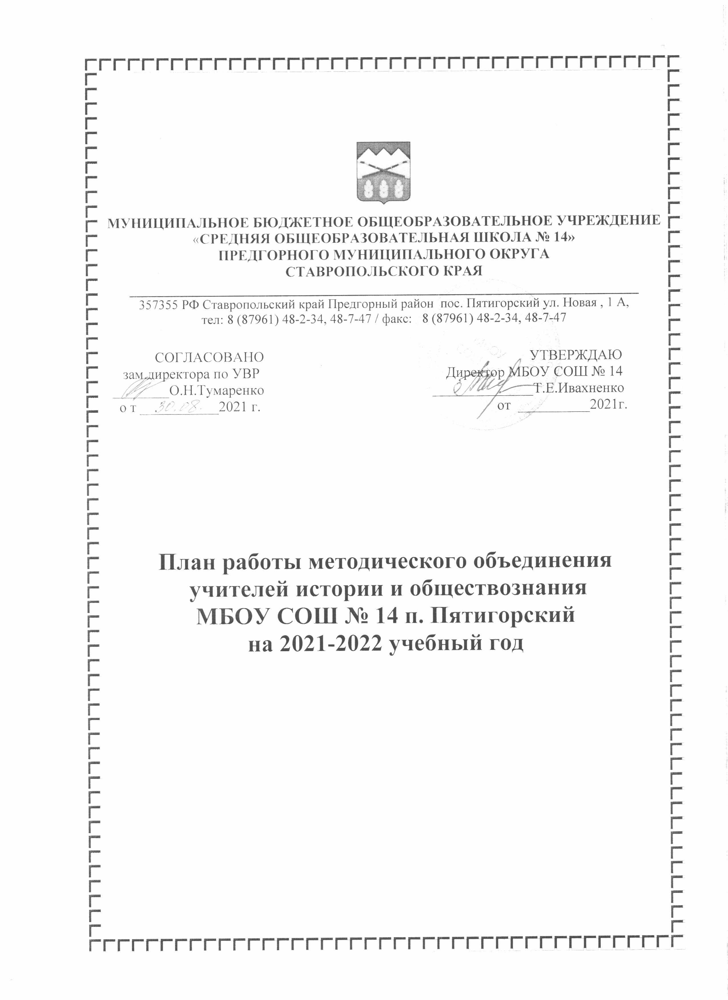 МУНИЦИПАЛЬНОЕ БЮДЖЕТНОЕ ОБЩЕОБРАЗОВАТЕЛЬНОЕ УЧРЕЖДЕНИЕ
«СРЕДНЯЯ ОБЩЕОБРАЗОВАТЕЛЬНАЯ ШКОЛА № 14»
ПРЕДГОРНОГО МУНИЦИПАЛЬНОГО ОКРУГА
СТАВРОПОЛЬСКОГО КРАЯ
357355 РФ Ставропольский край Предгорный район пос. Пятигорский ул. Новая , 1 А,
тел: 8 (87961) 48-2-34, 48-7-47 / факс: 8 (87961) 48-2-34, 48-7-47
СОГЛАСОВАНО
зам.директора по УВР
О.Н.Тумаренко
о т 30.08. 2021 г.
УТВЕРЖДАЮ
Директор МБОУ СОШ № 14
Т.Е.Ивахненко
от 2021г.
План работы методического объединения
учителей истории и обществознания
МБОУ СОШ № 14 п. Пятигорский
на 2021-2022 учебный год